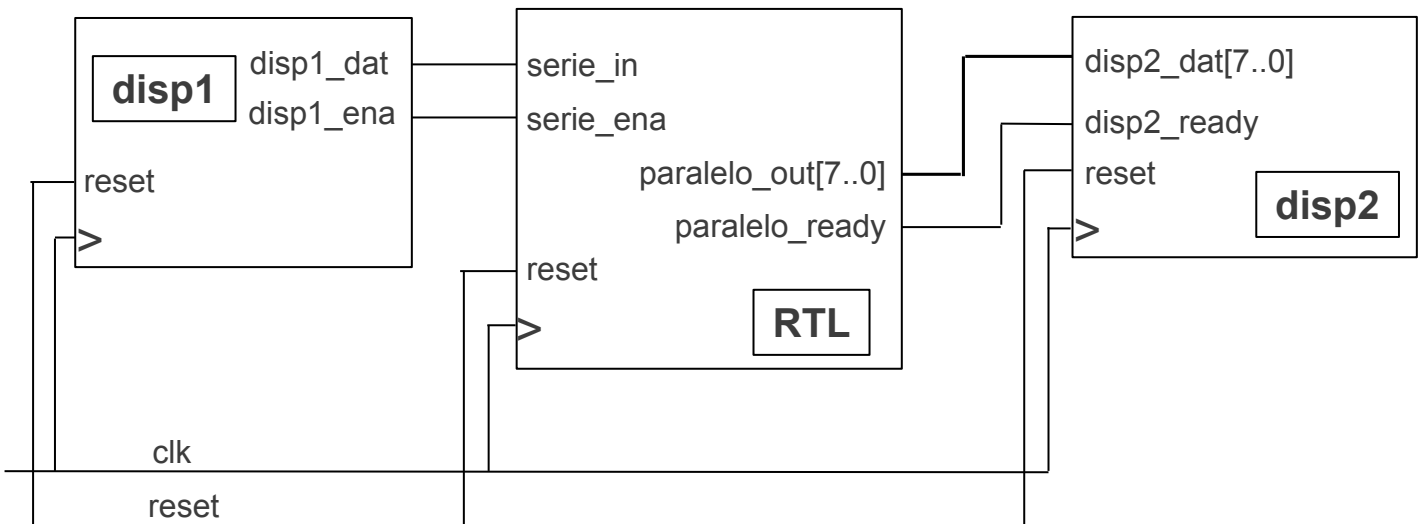 disp1
disp1_dat
disp1_ena
reset
>
serie_in
serie_ena
paralelo_out[7..0]
paralelo_ready
reset
>
RTL
disp2_dat[7..0]
disp2_ready
reset
disp2
>
clk
reset